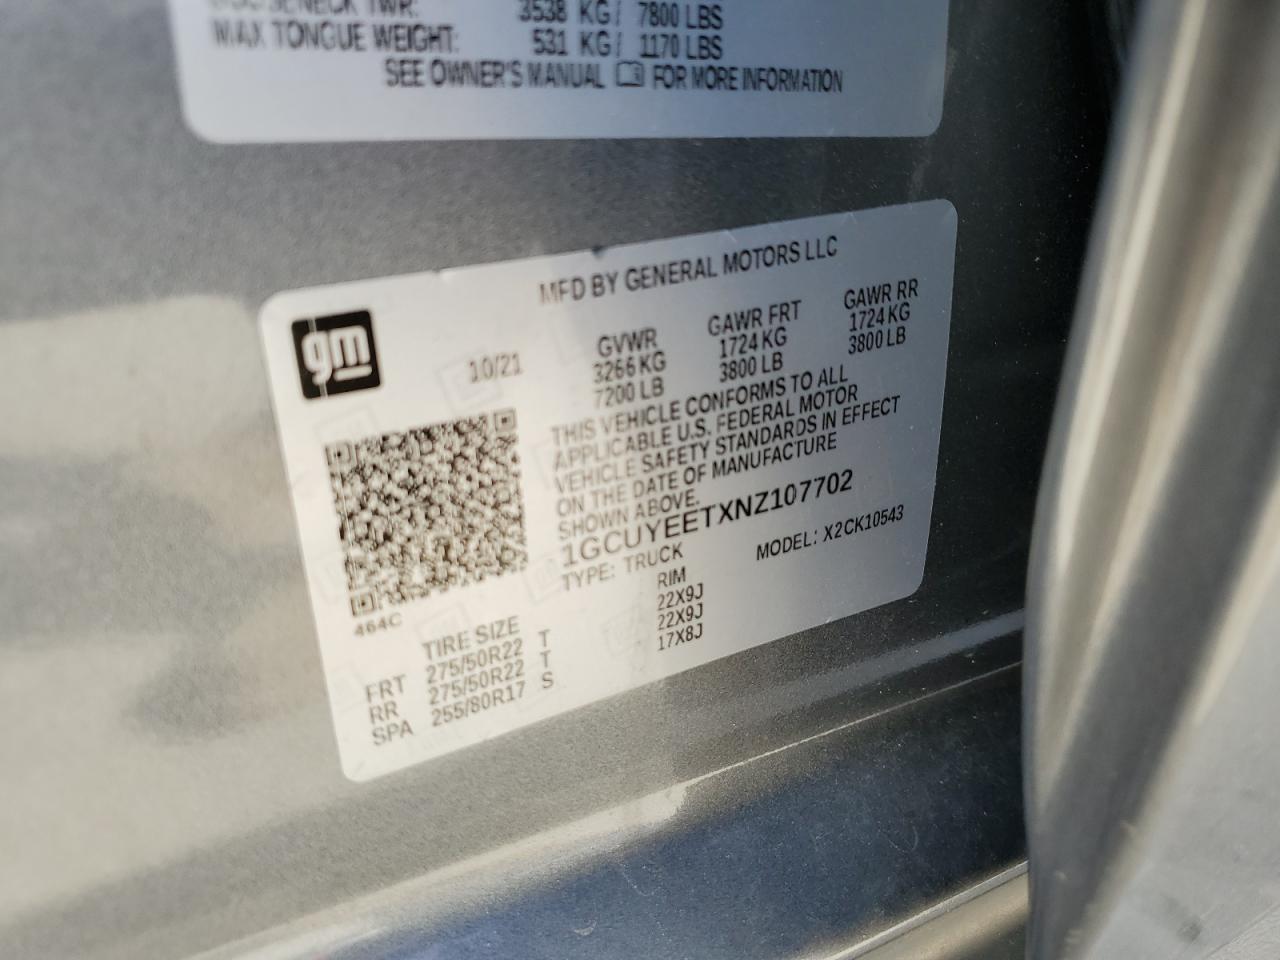 TWR: 3538 KG/ 7800 LBS
MAX TONGUE WEIGHT: 531 KG/ 1170 LBS
SEE OWNER'S MANUAL FOR MORE INFORMATION
MFD BY GENERAL MOTORS LLC
gm
10/21
GVWR GAWR FRT GAWR RR
3266 KG 1724 KG 1724 KG
7200 LB 3800 LB 3800 LB
THIS VEHICLE CONFORMS TO ALL
APPLICABLE U.S. FEDERAL MOTOR
VEHICLE SAFETY STANDARDS IN EFFECT
ON THE DATE OF MANUFACTURE
SHOWN ABOVE.
1GCUYEETXNZ107702
TYPE: TRUCK MODEL: X2CK10543
464C
TIRE SIZE RIM
FRT 275/50R22 T 22X9J
RR 275/50R22 T 22X9J
SPA 255/80R17 S 17X8J